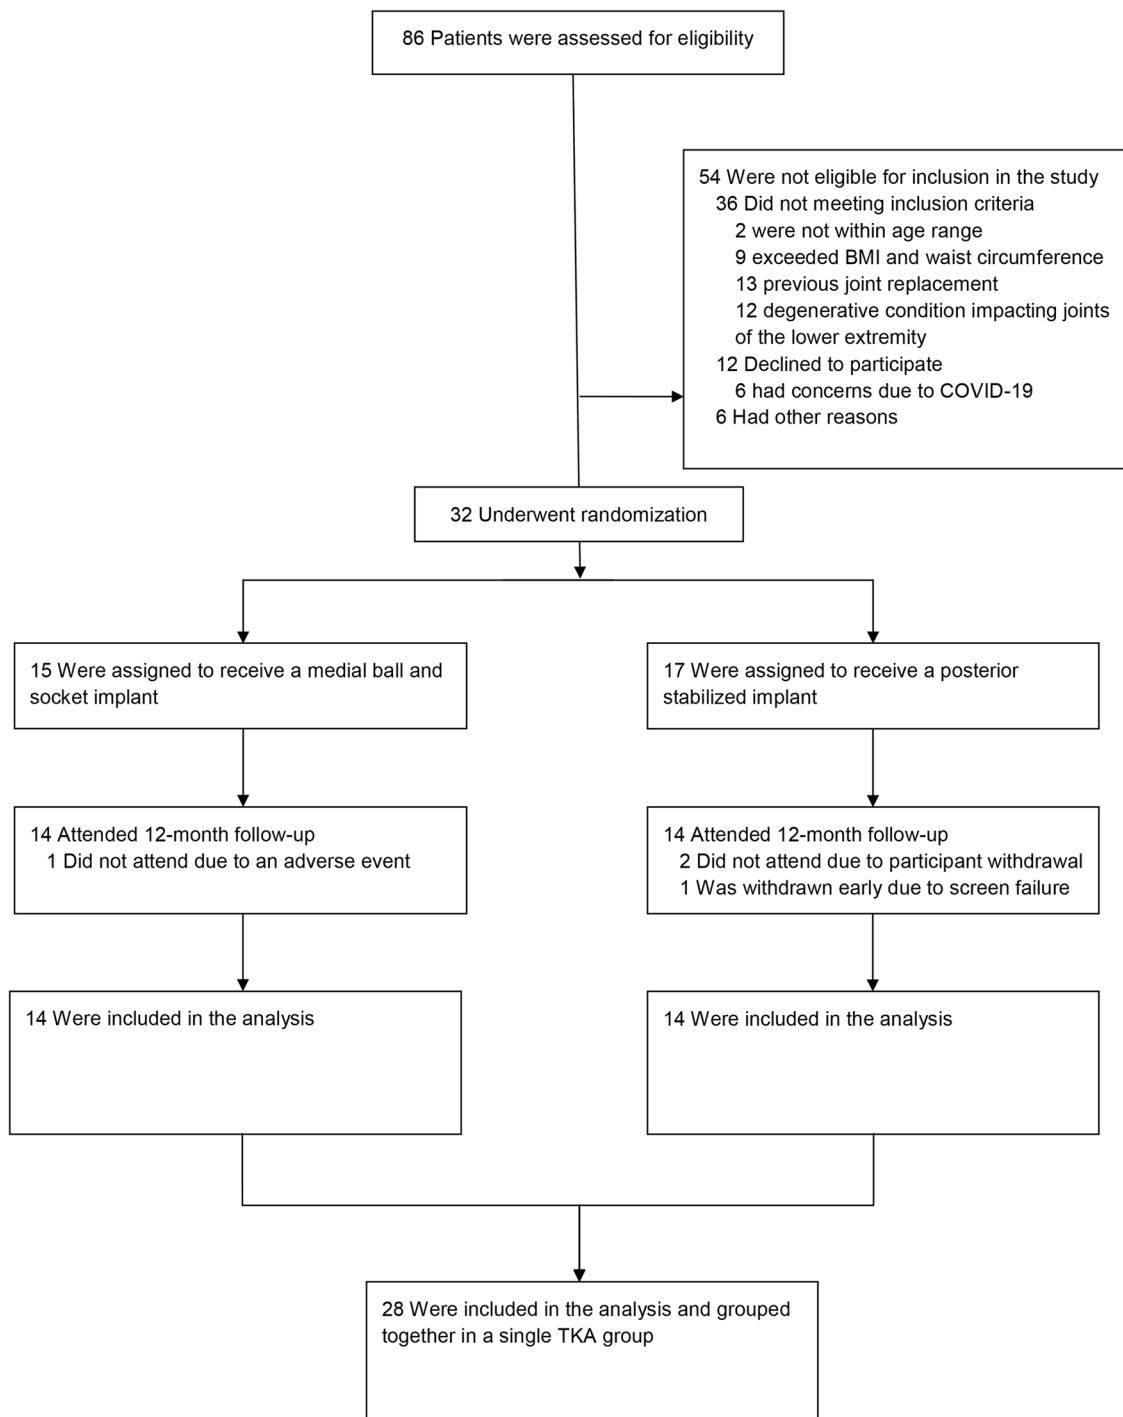 86 Patients were assessed for eligibility
54 Were not eligible for inclusion in the study
36 Did not meeting inclusion criteria
2 were not within age range
9 exceeded BMI and waist circumference
13 previous joint replacement
12 degenerative condition impacting joints
of the lower extremity
12 Declined to participate
6 had concerns due to COVID-19
6 Had other reasons
32 Underwent randomization
15 Were assigned to receive a medial ball and
socket implant
17 Were assigned to receive a posterior
stabilized implant
14 Attended 12-month follow-up
1 Did not attend due to an adverse event
14 Attended 12-month follow-up
2 Did not attend due to participant withdrawal
1 Was withdrawn early due to screen failure
14 Were included in the analysis
14 Were included in the analysis
28 Were included in the analysis and grouped
together in a single TKA group